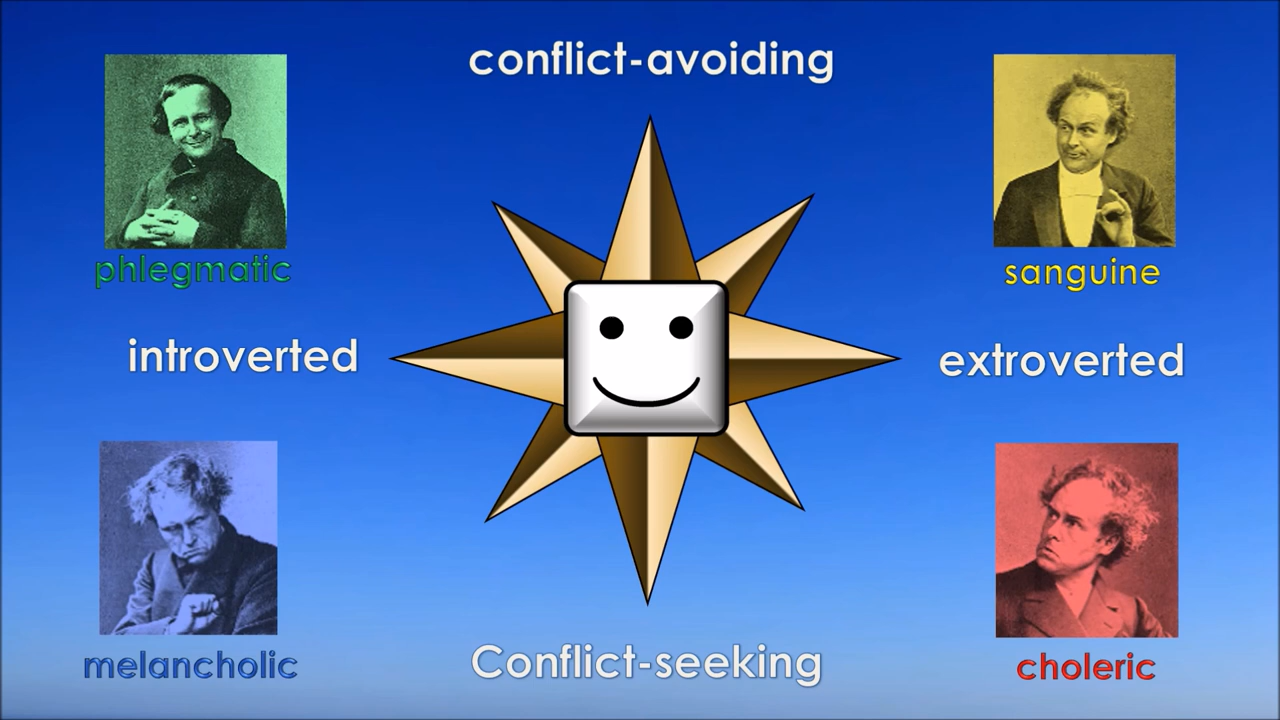 conflict-avoiding
phlegmatic
sanguine
introverted
extroverted
melancholic
Conflict-seeking
choleric